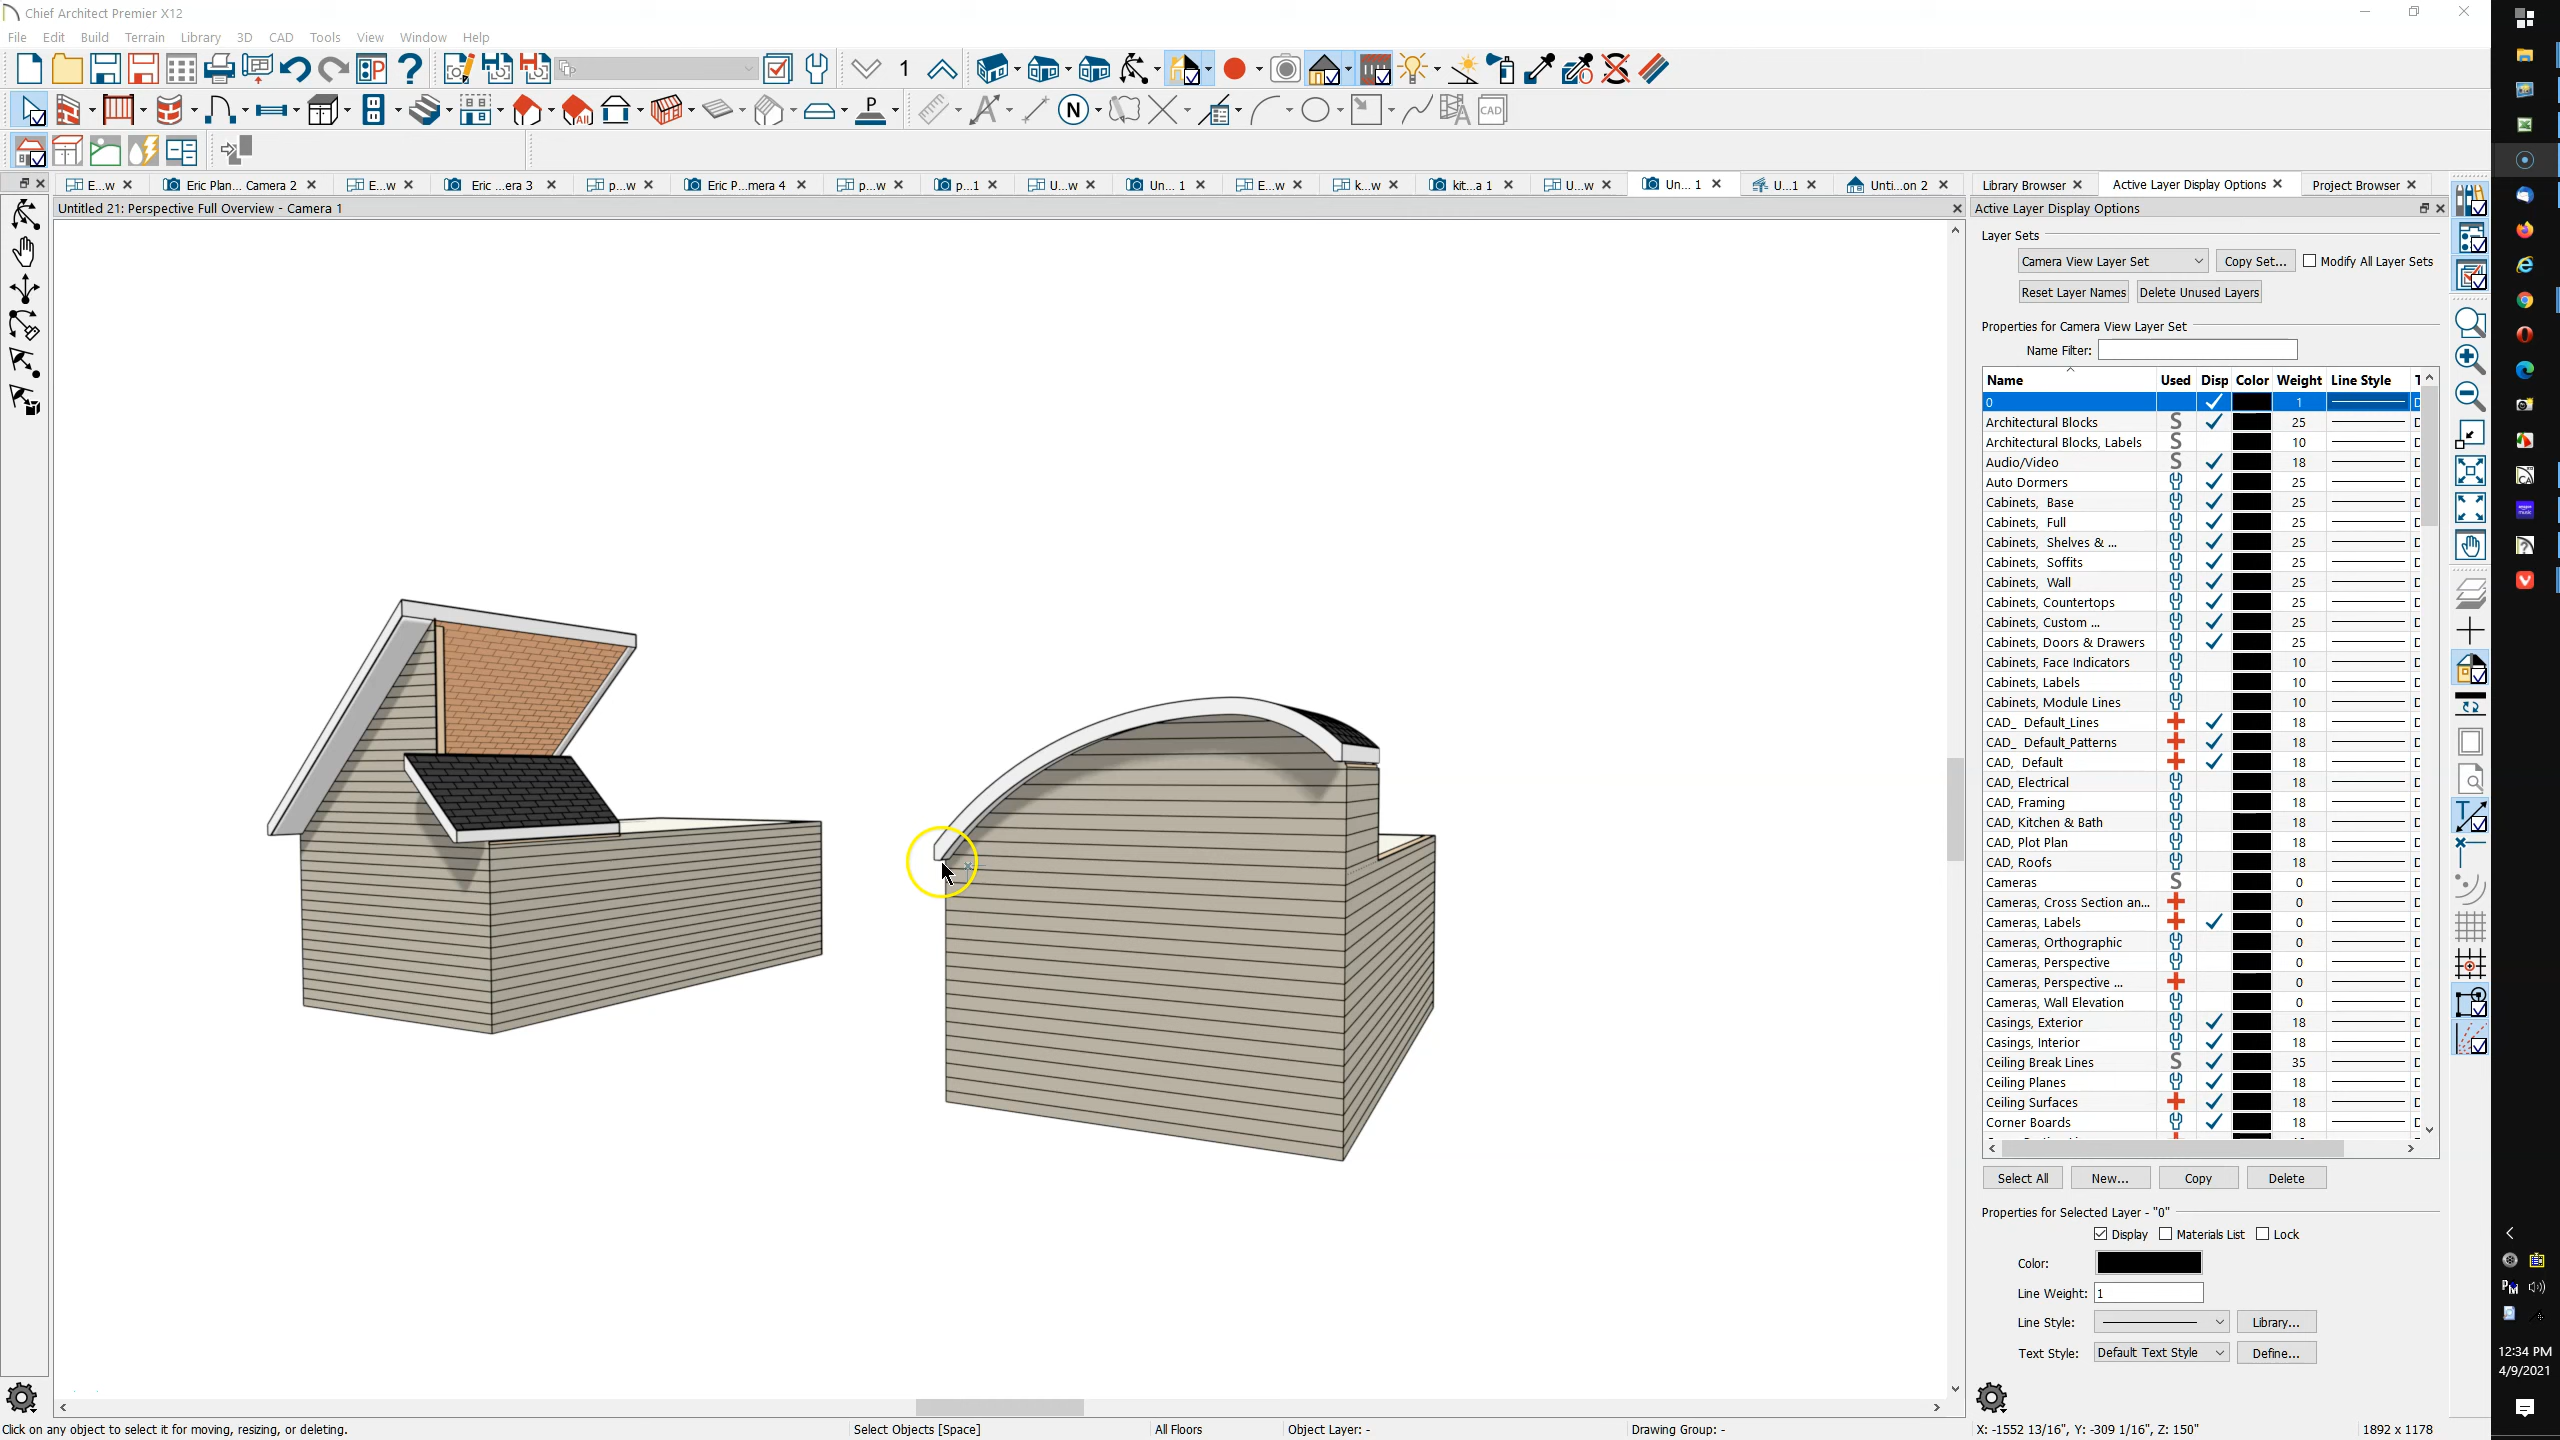 Chief Architect Premier X12
File Edit Build Terrain Library 3D CAD Tools View Window Help
1
All P N A CAD
E...w Eric Plan... Camera 2 E...w Eric ...era 3 p...w Eric P...mera 4 p...w p...1 U...w Un... 1 E...w k...w kit...a 1 U...w Un... 1 U...1 Unti...on 2 Library Browser Active Layer Display Options Project Browser
Untitled 21: Perspective Full Overview - Camera 1
Active Layer Display Options
Layer Sets
Camera View Layer Set Copy Set... Modify All Layer Sets
Reset Layer Names Delete Unused Layers
Properties for Camera View Layer Set
Name Filter:
Name Used Disp Color Weight Line Style
0 1
Architectural Blocks S 25
Architectural Blocks, Labels S 10
Audio/Video S 18
Auto Dormers 25
Cabinets, Base 25
Cabinets, Full 25
Cabinets, Shelves & ... 25
Cabinets, Soffits 25
Cabinets, Wall 25
Cabinets, Countertops 25
Cabinets, Custom ... 25
Cabinets, Doors & Drawers 25
Cabinets, Face Indicators 10
Cabinets, Labels 10
Cabinets, Module Lines 10
CAD_ Default_Lines 18
CAD_ Default_Patterns 18
CAD, Default 18
CAD, Electrical 18
CAD, Framing 18
CAD, Kitchen & Bath 18
CAD, Plot Plan 18
CAD, Roofs 18
Cameras S 0
Cameras, Cross Section an... 0
Cameras, Labels 0
Cameras, Orthographic 0
Cameras, Perspective 0
Cameras, Perspective ... 0
Cameras, Wall Elevation 0
Casings, Exterior 18
Casings, Interior 18
Ceiling Break Lines S 35
Ceiling Planes 18
Ceiling Surfaces 18
Corner Boards 18
Select All New... Copy Delete
Properties for Selected Layer - "0"
Display Materials List Lock
Color:
Line Weight: 1
Line Style: Library...
Text Style: Default Text Style Define...
12:34 PM
4/9/2021
Click on any object to select it for moving, resizing, or deleting. Select Objects [Space] All Floors Object Layer: - Drawing Group: - X: -1552 13/16", Y: -309 1/16", Z: 150" 1892 x 1178